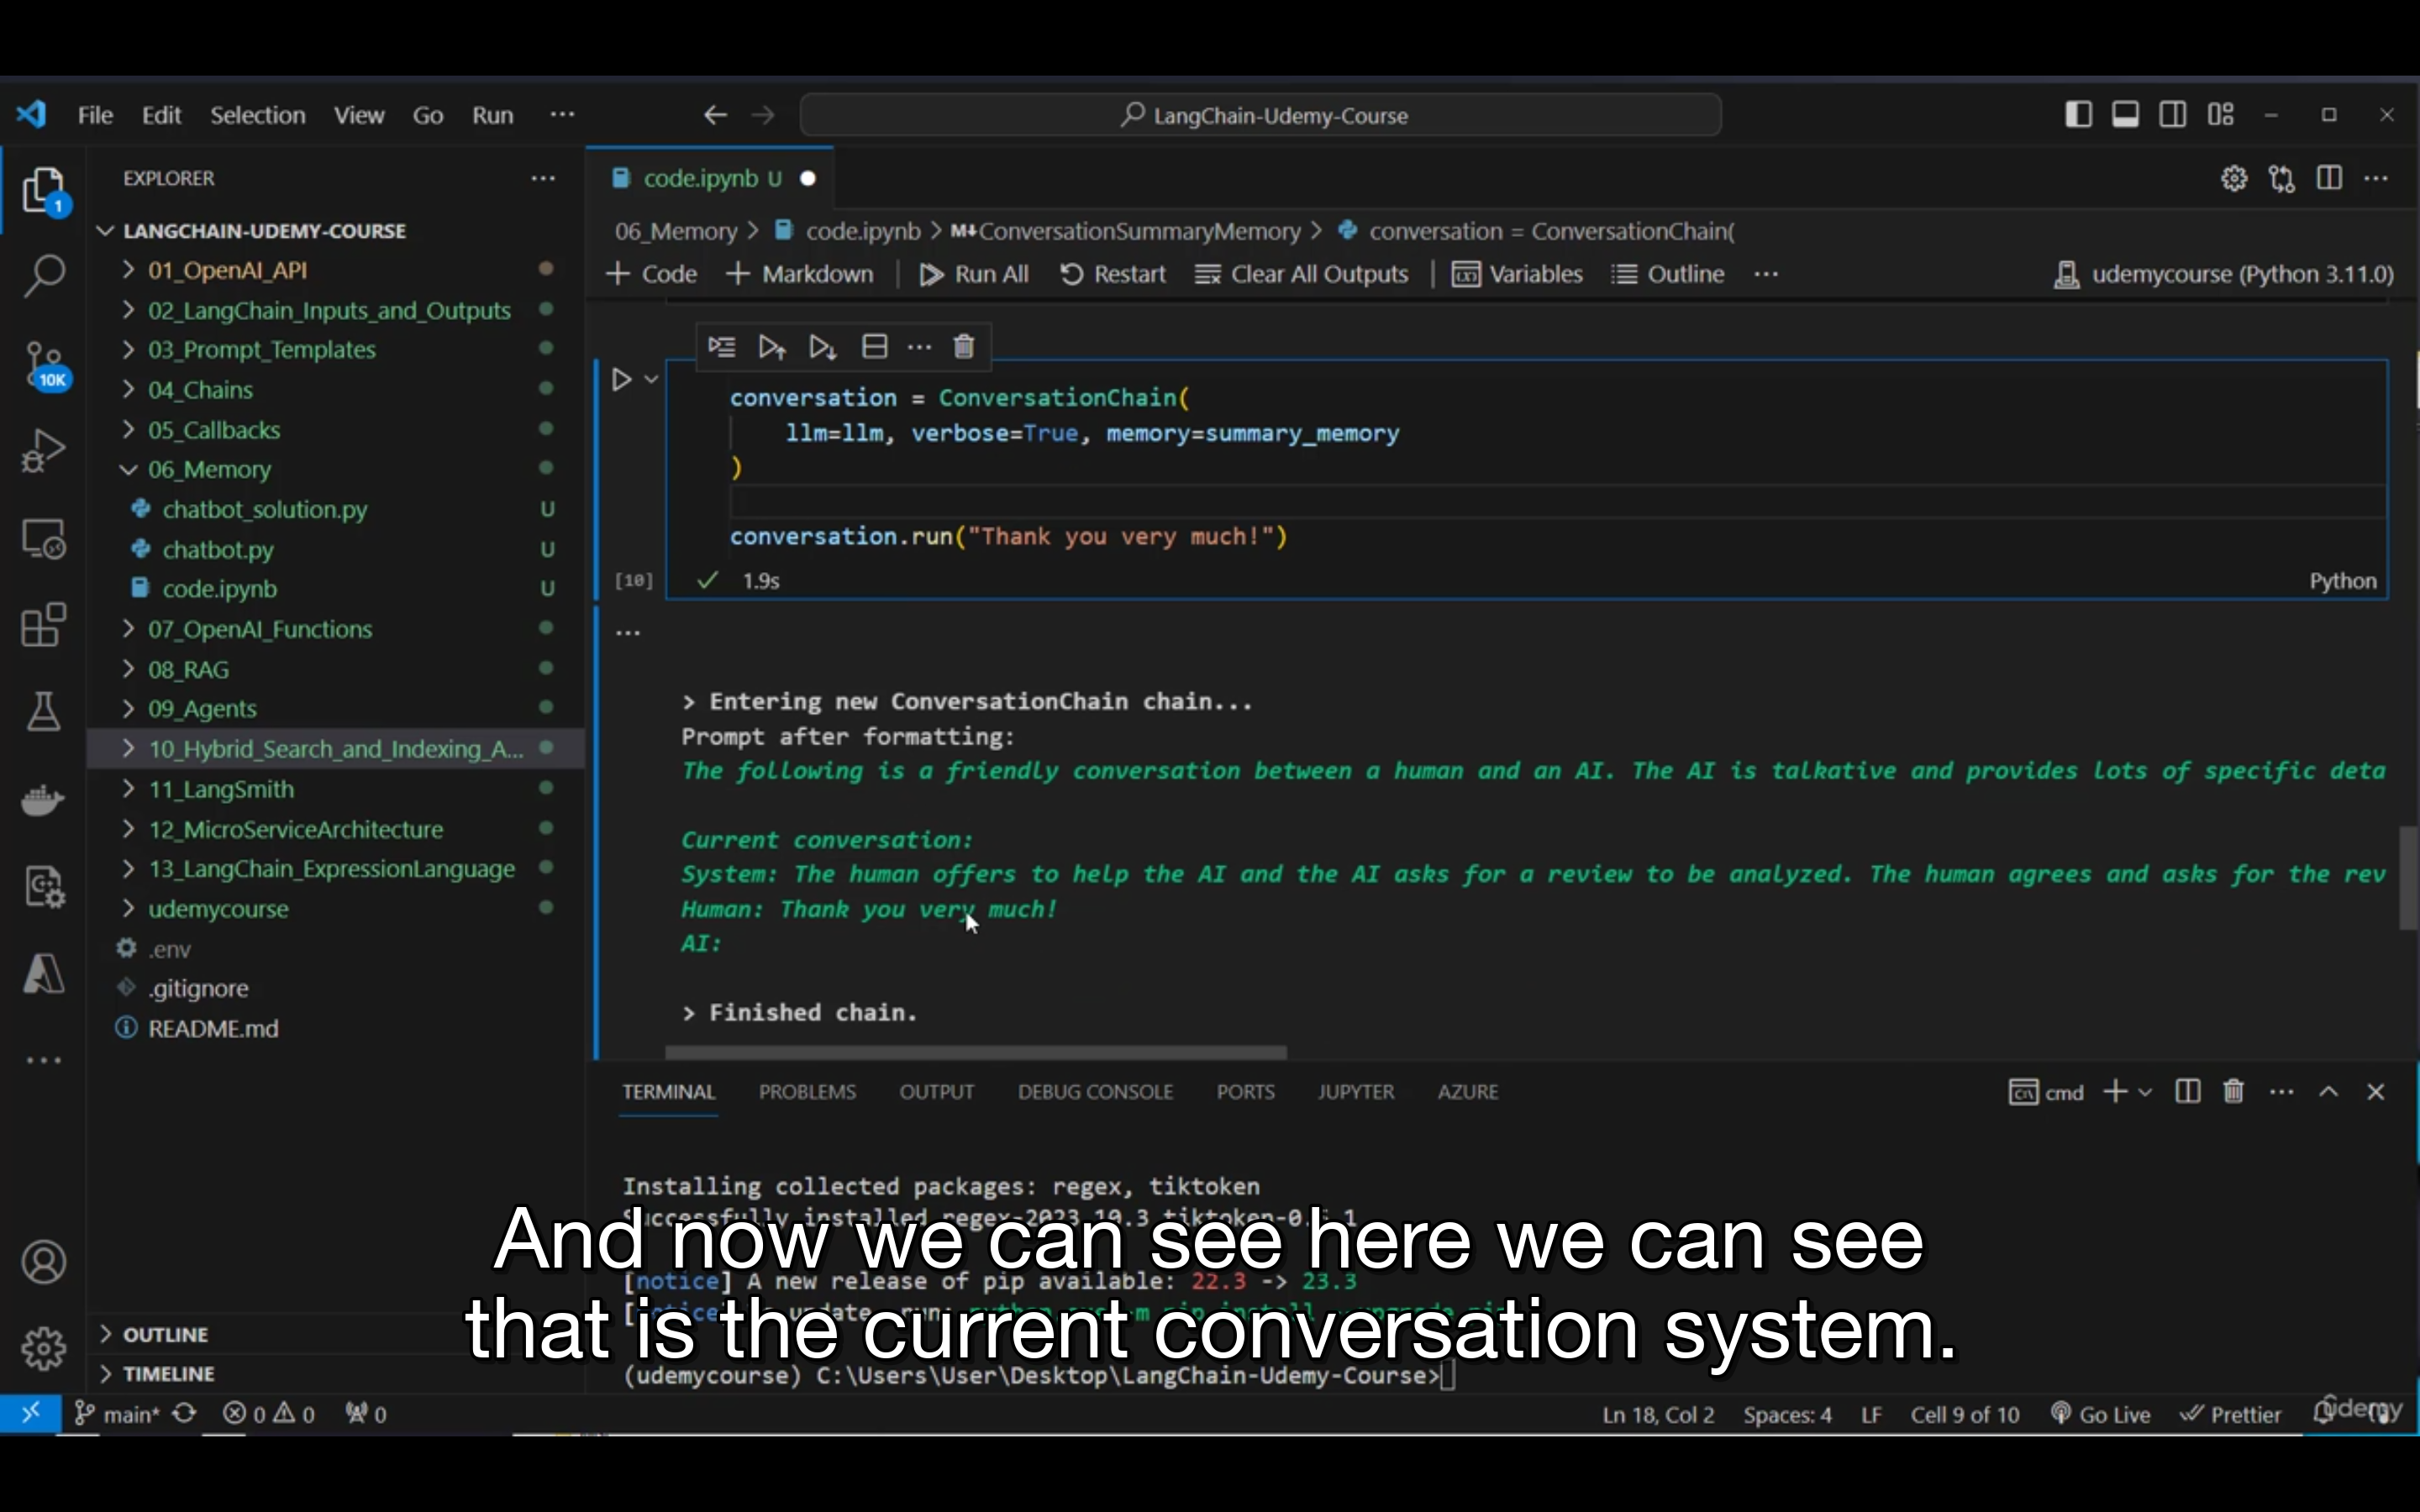 File Edit Selection View Go Run ··· LangChain-Udemy-Course
EXPLORER ···
code.ipynb U
1
LANGCHAIN-UDEMY-COURSE
06_Memory > code.ipynb > M↓ConversationSummaryMemory > conversation = ConversationChain(
01_OpenAI_API
+ Code + Markdown Run All Restart Clear All Outputs Variables Outline ··· udemycourse (Python 3.11.0)
02_LangChain_Inputs_and_Outputs
03_Prompt_Templates
10K
04_Chains
05_Callbacks
06_Memory
chatbot_solution.py U
chatbot.py U
code.ipynb U
07_OpenAI_Functions
08_RAG
09_Agents
10_Hybrid_Search_and_Indexing_A...
11_LangSmith
12_MicroServiceArchitecture
13_LangChain_ExpressionLanguage
udemycourse
.env
.gitignore
README.md
OUTLINE
TIMELINE
conversation = ConversationChain(
llm=llm, verbose=True, memory=summary_memory
)
conversation.run("Thank you very much!")
[10] 1.9s Python
...
> Entering new ConversationChain chain...
Prompt after formatting:
The following is a friendly conversation between a human and an AI. The AI is talkative and provides lots of specific deta
Current conversation:
System: The human offers to help the AI and the AI asks for a review to be analyzed. The human agrees and asks for the rev
Human: Thank you very much!
AI:
> Finished chain.
TERMINAL PROBLEMS OUTPUT DEBUG CONSOLE PORTS JUPYTER AZURE cmd
Installing collected packages: regex, tiktoken
installed regex-2023.10.3
[notice] A new release of pip available: 22.3 -> 23.3
And now we can see here we can see
that is the current conversation system.
(udemycourse) C:\Users\User\Desktop\LangChain-Udemy-Course>
main* 0 0 0 Ln 18, Col 2 Spaces: 4 LF Cell 9 of 10 Go Live Prettier
udemy